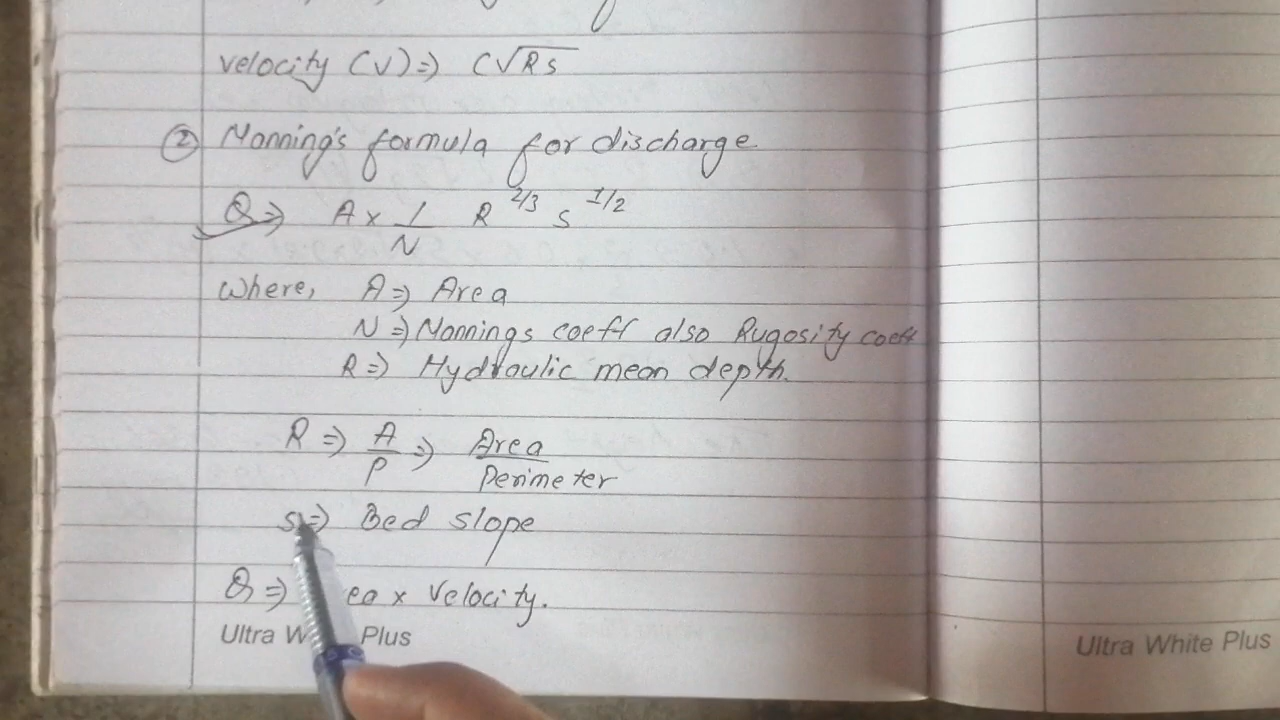 velocity (V) => C√RS
② Manning's formula for discharge.
Q => A x 1/N R^2/3 S^1/2
where, A => Area
N => Mannings coeff also Rugosity coeff
R => Hydraulic mean depth.
R => A/P => Area/Perimeter
S => Bed slope
Q => x velocity.
Ultra Plus
Ultra White Plus